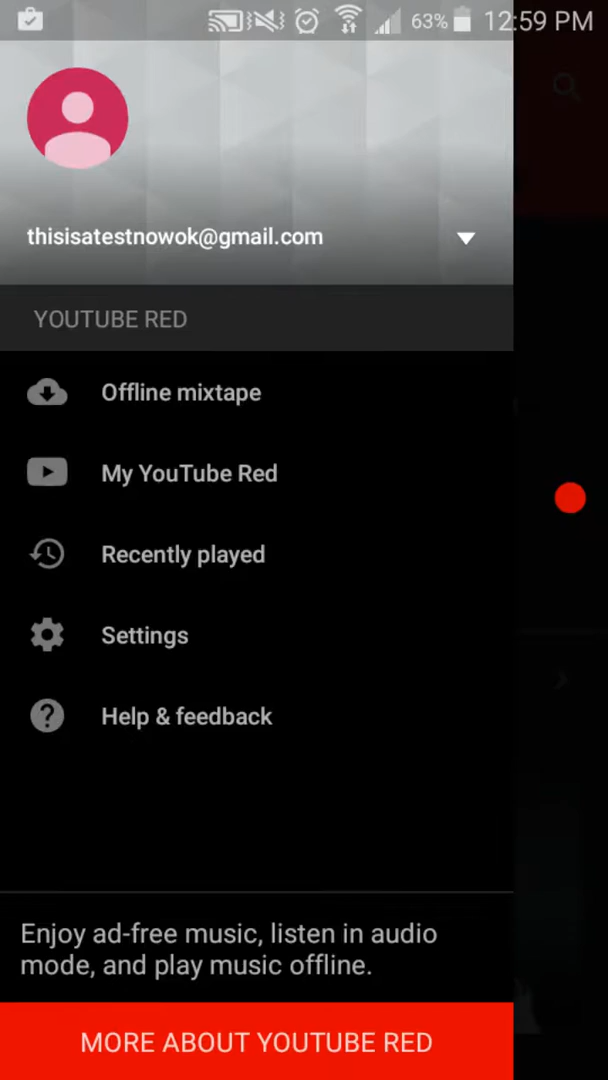 63% 12:59 PM
thisisatestnowok@gmail.com
YOUTUBE RED
Offline mixtape
My YouTube Red
Recently played
Settings
Help & feedback
Enjoy ad-free music, listen in audio
mode, and play music offline.
MORE ABOUT YOUTUBE RED